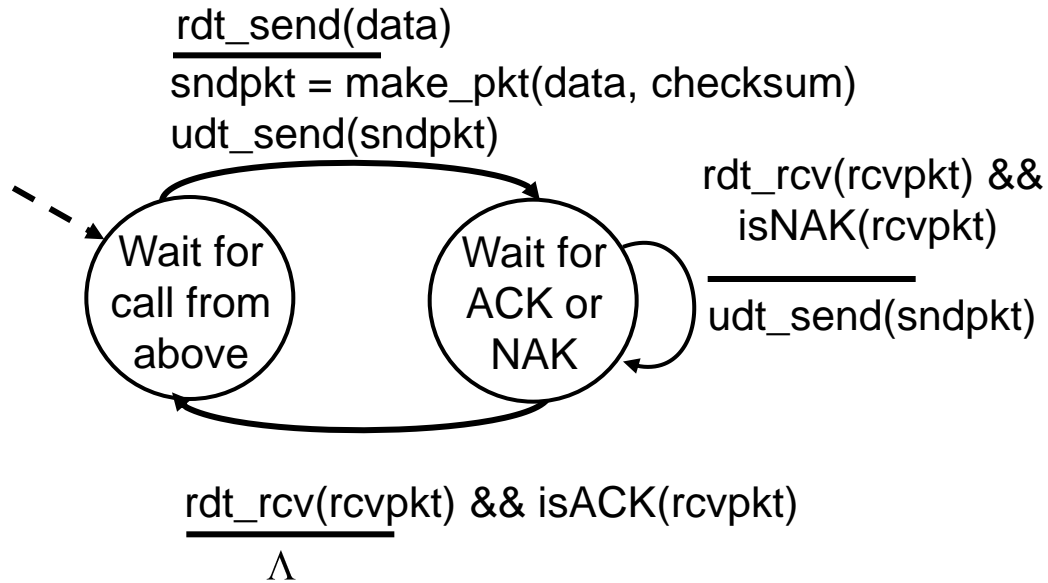 rdt_send(data)
sndpkt = make_pkt(data, checksum)
udt_send(sndpkt)
rdt_rcv(rcvpkt) &&
isNAK(rcvpkt)
udt_send(sndpkt)
Wait for
call from
above
Wait for
ACK or
NAK
rdt_rcv(rcvpkt) && isACK(rcvpkt)
Λ